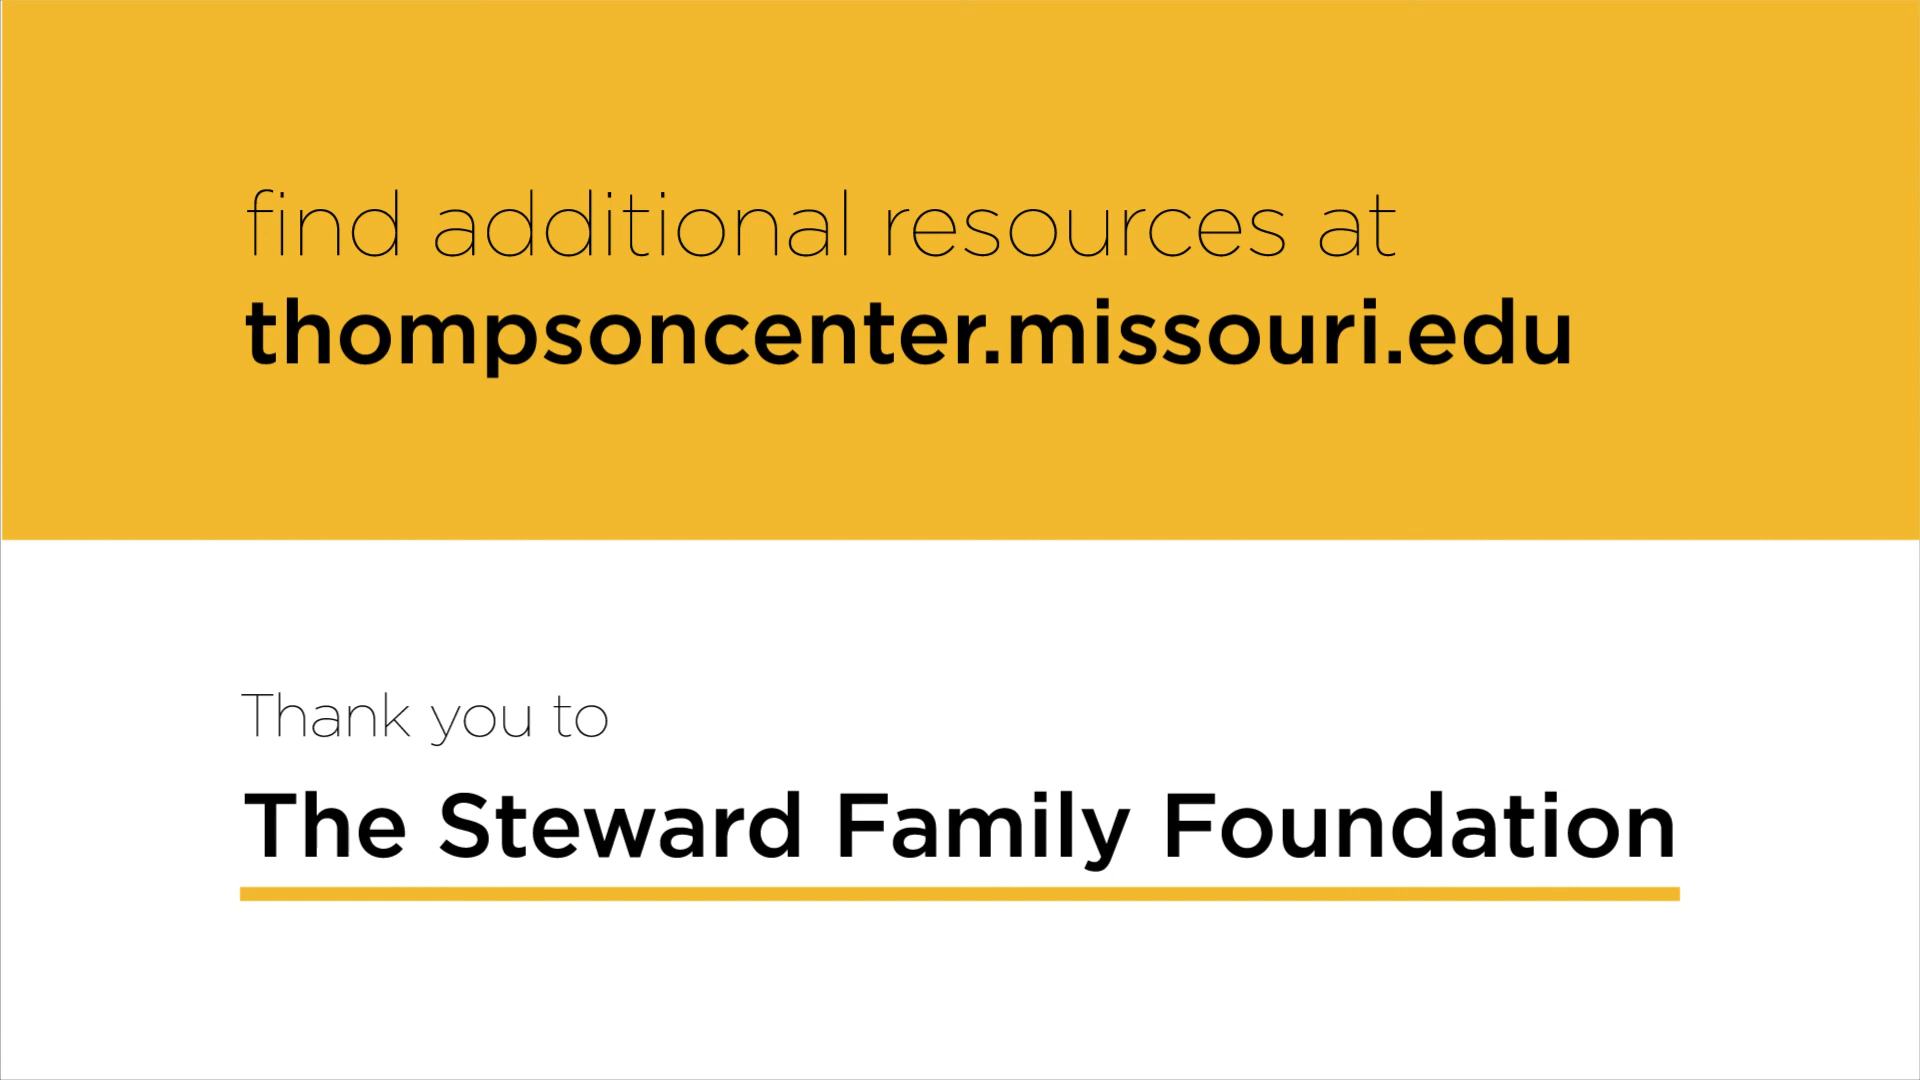 find additional resources at
thompsoncenter.missouri.edu
Thank you to
The Steward Family Foundation